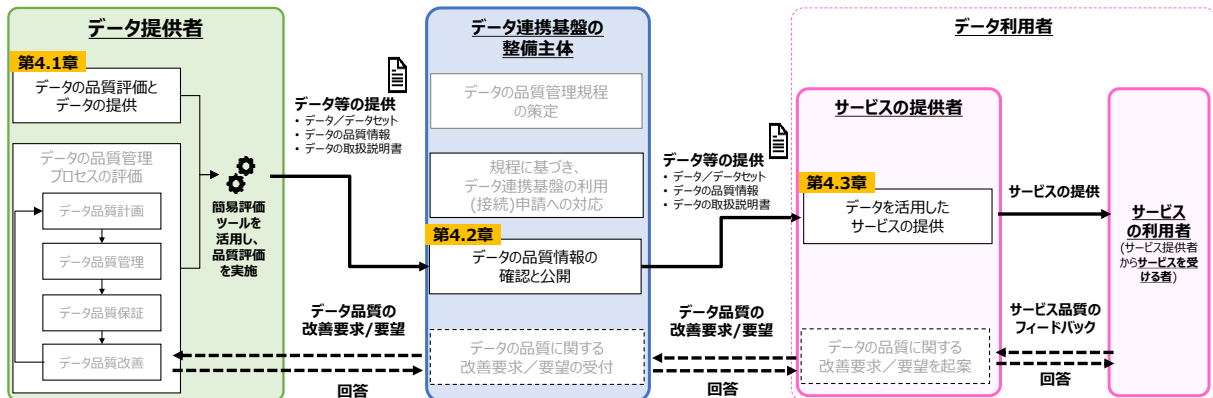 データ提供者
第4.1章
データの品質評価と
データの提供
データの品質管理
プロセスの評価
データ品質計画
データ品質管理
データ品質保証
データ品質改善
簡易評価
ツールを
活用し、
品質評価
を実施
データ等の提供
• データ/データセット
• データの品質情報
• データの取扱説明書
データ品質の
改善要求/要望
回答
データ連携基盤の
整備主体
データの品質管理規程
の策定
規程に基づき、
データ連携基盤の利用
(接続)申請への対応
第4.2章
データの品質情報の
確認と公開
データの品質に関する
改善要求/要望の受付
データ等の提供
• データ/データセット
• データの品質情報
• データの取扱説明書
データ品質の
改善要求/要望
回答
データ利用者
サービスの提供者
第4.3章
データを活用した
サービスの提供
データの品質に関する
改善要求/要望を起案
サービスの提供
サービス品質の
フィードバック
回答
サービス
の利用者
(サービス提供者
からサービスを受
ける者)